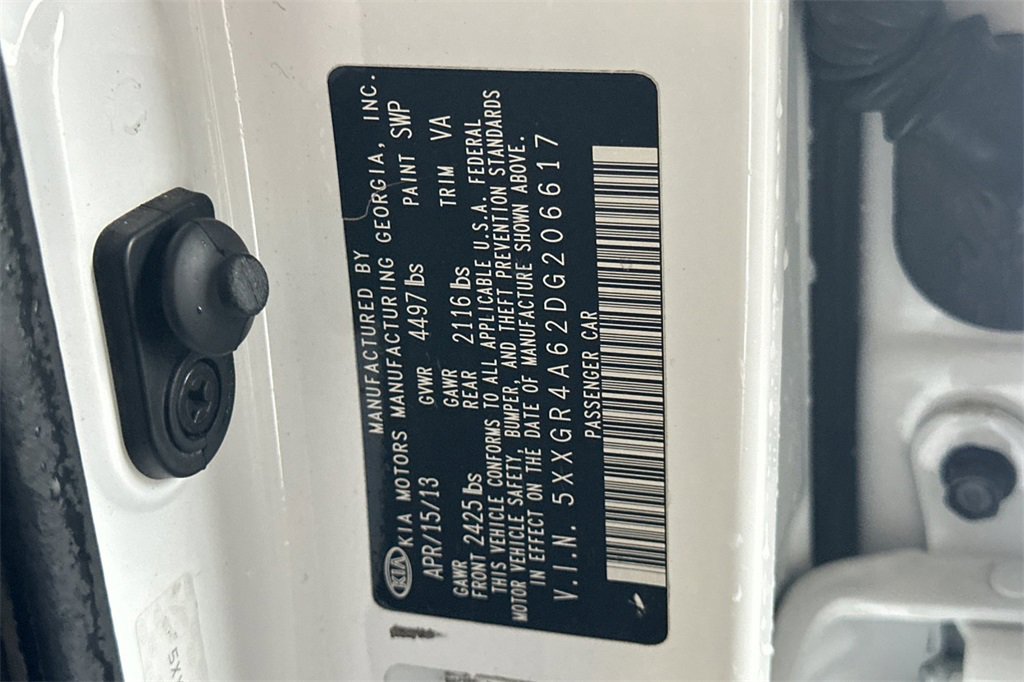 MANUFACTURED BY
KIA KIA MOTORS MANUFACTURING GEORGIA, INC.
APR/15/13 GVWR 4497 lbs PAINT SWP
GAWR FRONT 2425 lbs GAWR REAR 2116 lbs TRIM VA
THIS VEHICLE CONFORMS TO ALL APPLICABLE U.S.A. FEDERAL
MOTOR VEHICLE SAFETY, BUMPER, AND THEFT PREVENTION STANDARDS
IN EFFECT ON THE DATE OF MANUFACTURE SHOWN ABOVE.
V.I.N. 5XXGR4A62DG206617
PASSENGER CAR